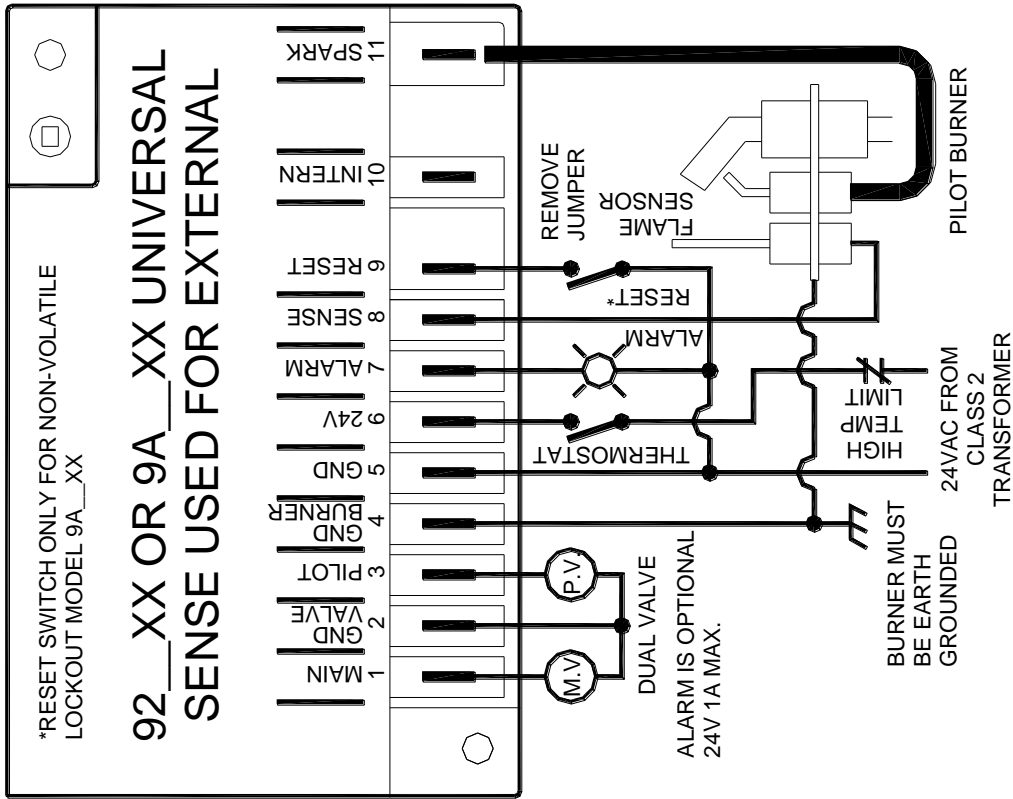 *RESET SWITCH ONLY FOR NON-VOLATILE
LOCKOUT MODEL 9A__XX
92__XX OR 9A__XX UNIVERSAL
SENSE USED FOR EXTERNAL
SPARK
11
INTERN
10
RESET
9
SENSE
8
ALARM
7
24V
6
GND
5
BURNER
GND
4
PILOT
3
VALVE
GND
2
MAIN
1
REMOVE
JUMPER
FLAME
SENSOR
PILOT BURNER
RESET*
ALARM
THERMOSTAT
HIGH
TEMP
LIMIT
24VAC FROM
CLASS 2
TRANSFORMER
P.V.
M.V.
DUAL VALVE
ALARM IS OPTIONAL
24V 1A MAX.
BURNER MUST
BE EARTH
GROUNDED